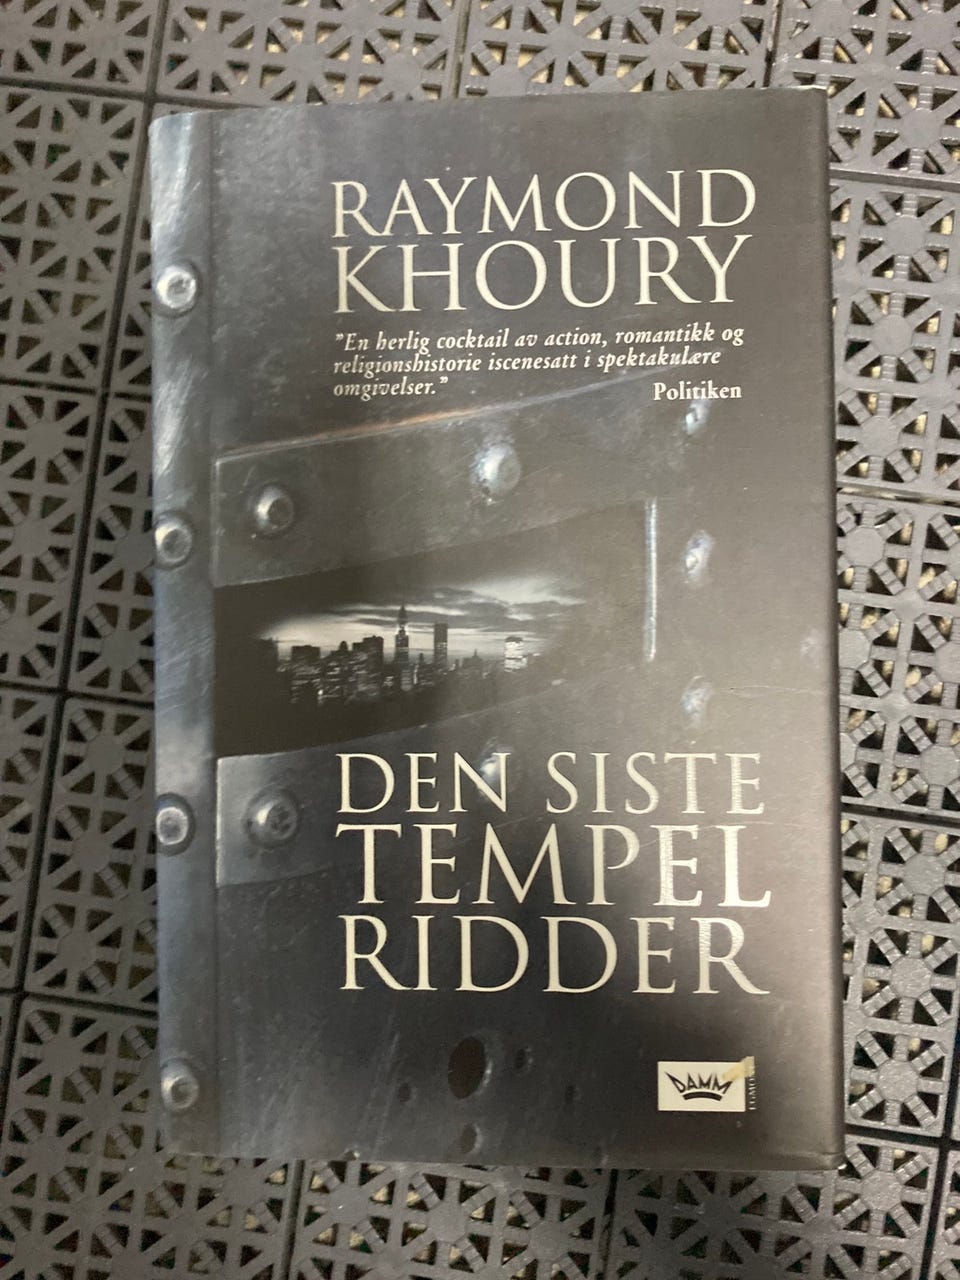 RAYMOND
KHOURY
"En herlig cocktail av action, romantikk og
religionshistorie iscenesatt i spektakulære
omgivelser."
Politiken
DEN SISTE
TEMPEL
RIDDER
DAMM